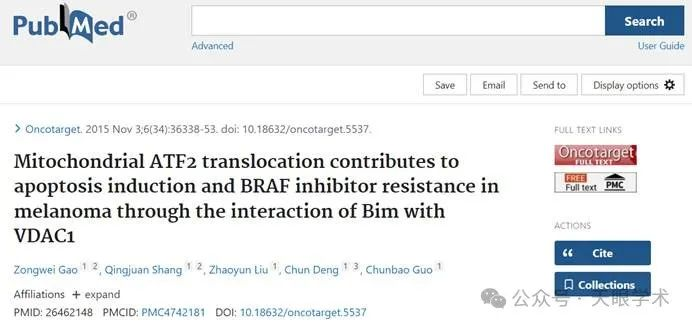 PubMed®
Search
Advanced
User Guide
Save
Email
Send to
Display options
Oncotarget. 2015 Nov 3;6(34):36338-53. doi: 10.18632/oncotarget.5537.
Mitochondrial ATF2 translocation contributes to
apoptosis induction and BRAF inhibitor resistance in
melanoma through the interaction of Bim with
VDAC1
Zongwei Gao 1 2, Qingjuan Shang 1 2, Zhaoyun Liu 1, Chun Deng 1 3, Chunbao Guo 1
Affiliations + expand
PMID: 26462148 PMCID: PMC4742181 DOI: 10.18632/oncotarget.5537
FULL TEXT LINKS
Oncotarget
FULL TEXT
FREE
Full text
PMC
ACTIONS
Cite
Collections
公众号·天眼学术